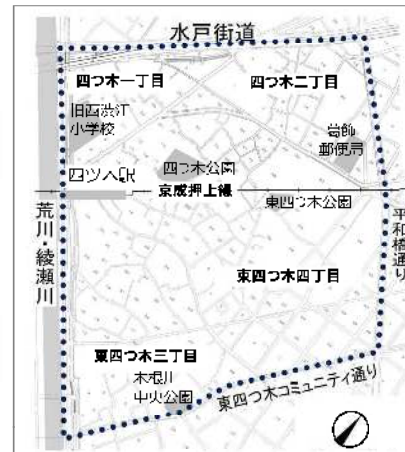 水戸街道
四つ木一丁目
四つ木二丁目
旧西渋江
小学校
葛飾
郵便局
四つ木公園
四ツ木駅
京成押上線
東四つ木公園
荒川・綾瀬川
平和橋通り
東四つ木四丁目
東四つ木三丁目
木根川
中央公園
東四つ木コミュニティ通り